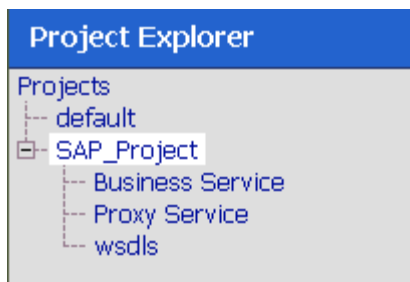 Project Explorer
Projects
default
SAP_Project
Business Service
Proxy Service
wsdls